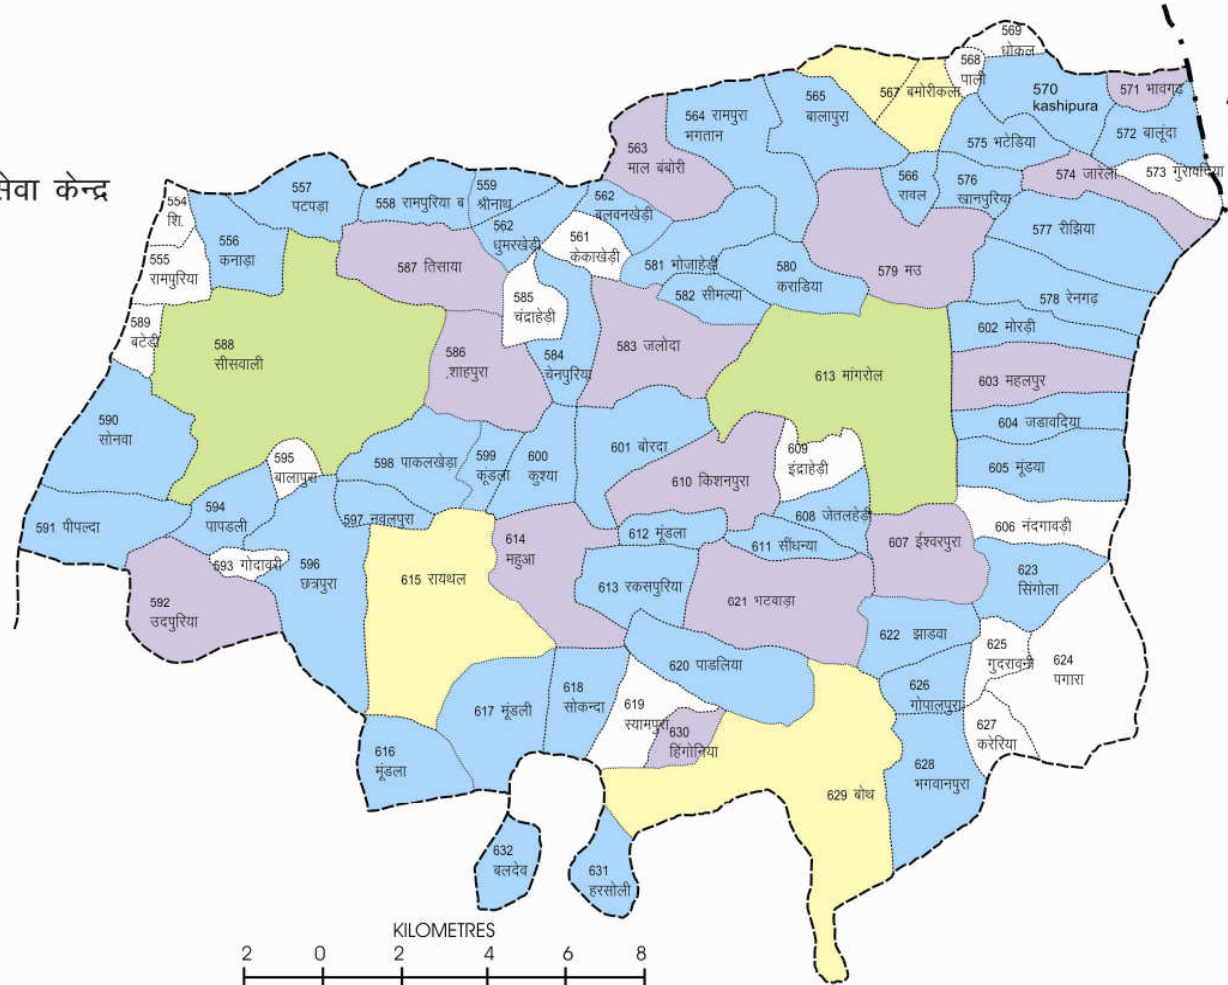 सेवा केन्द्र
569
धोकल
568
पाली
567 बमोरीकला
570
kashipura
571 भावगढ़
572 बालूंदा
565
बालापुरा
564 रामपुरा
भगतान
563
माल बंबोरी
575 भटेडिया
574 जारेला
573
566
रावल
576
खानपुरिया
577 रीझिया
578 रेनगढ़
579 मउ
580
कराडिया
581 भोजाहेड़ी
582 सीमल्या
562
बलवनखेड़ी
561
केकाखेड़ी
559
श्रीनाथ
562
धुमरखेड़ी
558 रामपुरिया ब
557
पटपड़ा
554
शि.
555
रामपुरिया
556
कनाड़ा
587 तिसाया
585
चंद्राहेड़ी
589
बटेड़ी
588
सीसवाली
586
शाहपुरा
584
चेनपुरिया
583 जलोदा
613 मांगरोल
602 मोरड़ी
603 महलपुर
604 जडावदिया
605 मूंडया
606 नंदगावड़ी
590
सोनवा
591 पीपल्दा
595
बालापुरा
594
पापडली
593 गोदावरी
592
उदपुरिया
596
छत्रपुरा
597 नवलपुरा
598 पाकलखेड़ा
599
कूंडला
600
कुश्या
601 बोरदा
610 किशनपुरा
609
इंद्राहेड़ी
608 जेतलहेड़ी
607 ईश्वरपुरा
611 सींधन्या
612 मूंडला
614
महुआ
615 रायथल
613 रकसपुरिया
621 भटवाड़ा
623
सिंगोला
622 झाडवा
625
गुदरावनी
624
पगारा
626
गोपालपुरा
627
करेरिया
628
भगवानपुरा
620 पाडलिया
619
स्यामपुरा
618
सोकन्दा
617 मूंडली
616
मूंडला
630
हिंगोनिया
629 बोथ
632
बलदेव
631
हरसोली
KILOMETRES
2 0 2 4 6 8